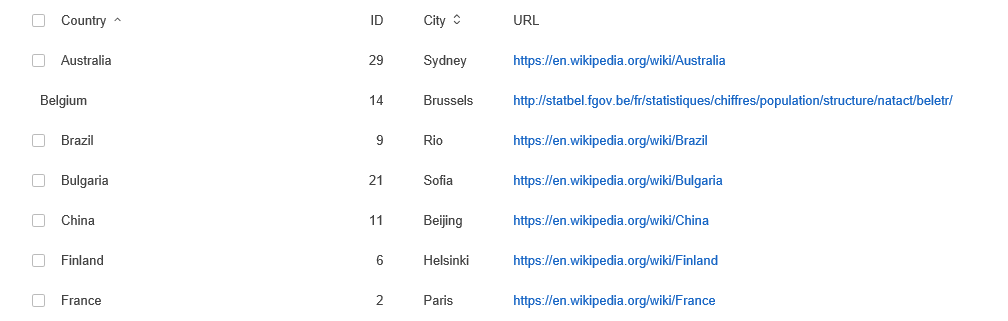 Country ID City URL
Australia 29 Sydney https://en.wikipedia.org/wiki/Australia
Belgium 14 Brussels http://statbel.fgov.be/fr/statistiques/chiffres/population/structure/natact/beletr/
Brazil 9 Rio https://en.wikipedia.org/wiki/Brazil
Bulgaria 21 Sofia https://en.wikipedia.org/wiki/Bulgaria
China 11 Beijing https://en.wikipedia.org/wiki/China
Finland 6 Helsinki https://en.wikipedia.org/wiki/Finland
France 2 Paris https://en.wikipedia.org/wiki/France